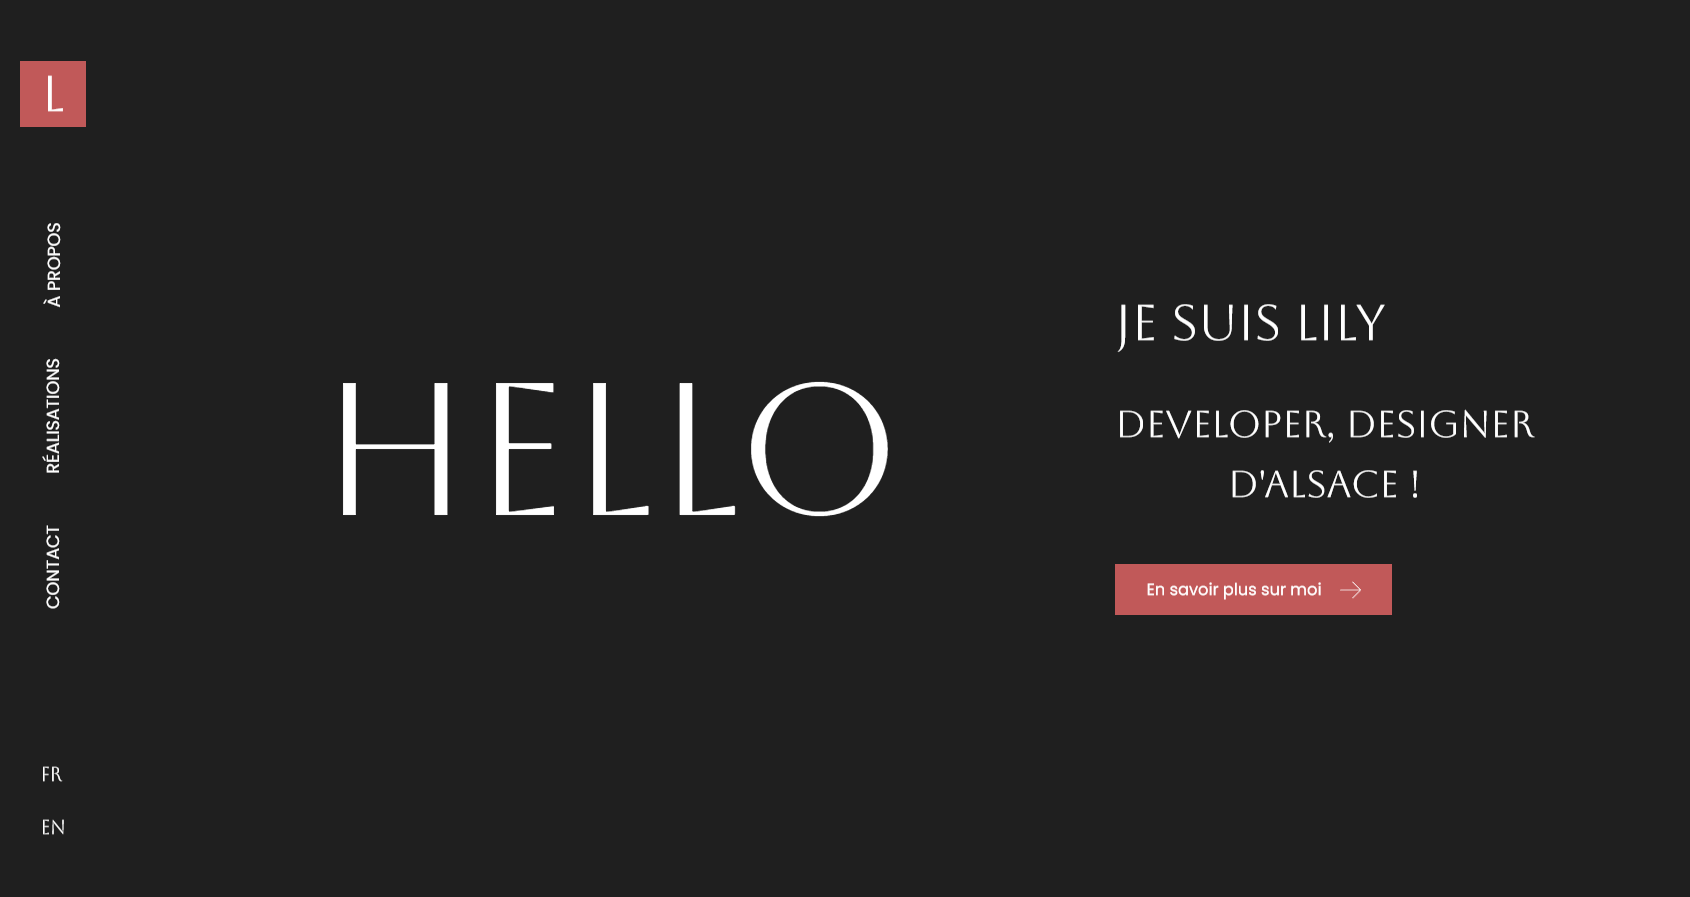 L
À PROPOS
RÉALISATIONS
CONTACT
FR
EN
HELLO
JE SUIS LILY
DEVELOPER, DESIGNER
D'ALSACE !
En savoir plus sur moi